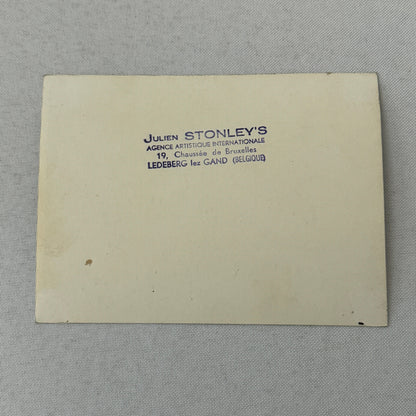 JULIEN STONLEY'S
AGENCE ARTISTIQUE INTERNATIONALE
19, Chaussée de Bruxelles
LEDEBERG lez GAND (BELGIQUE)